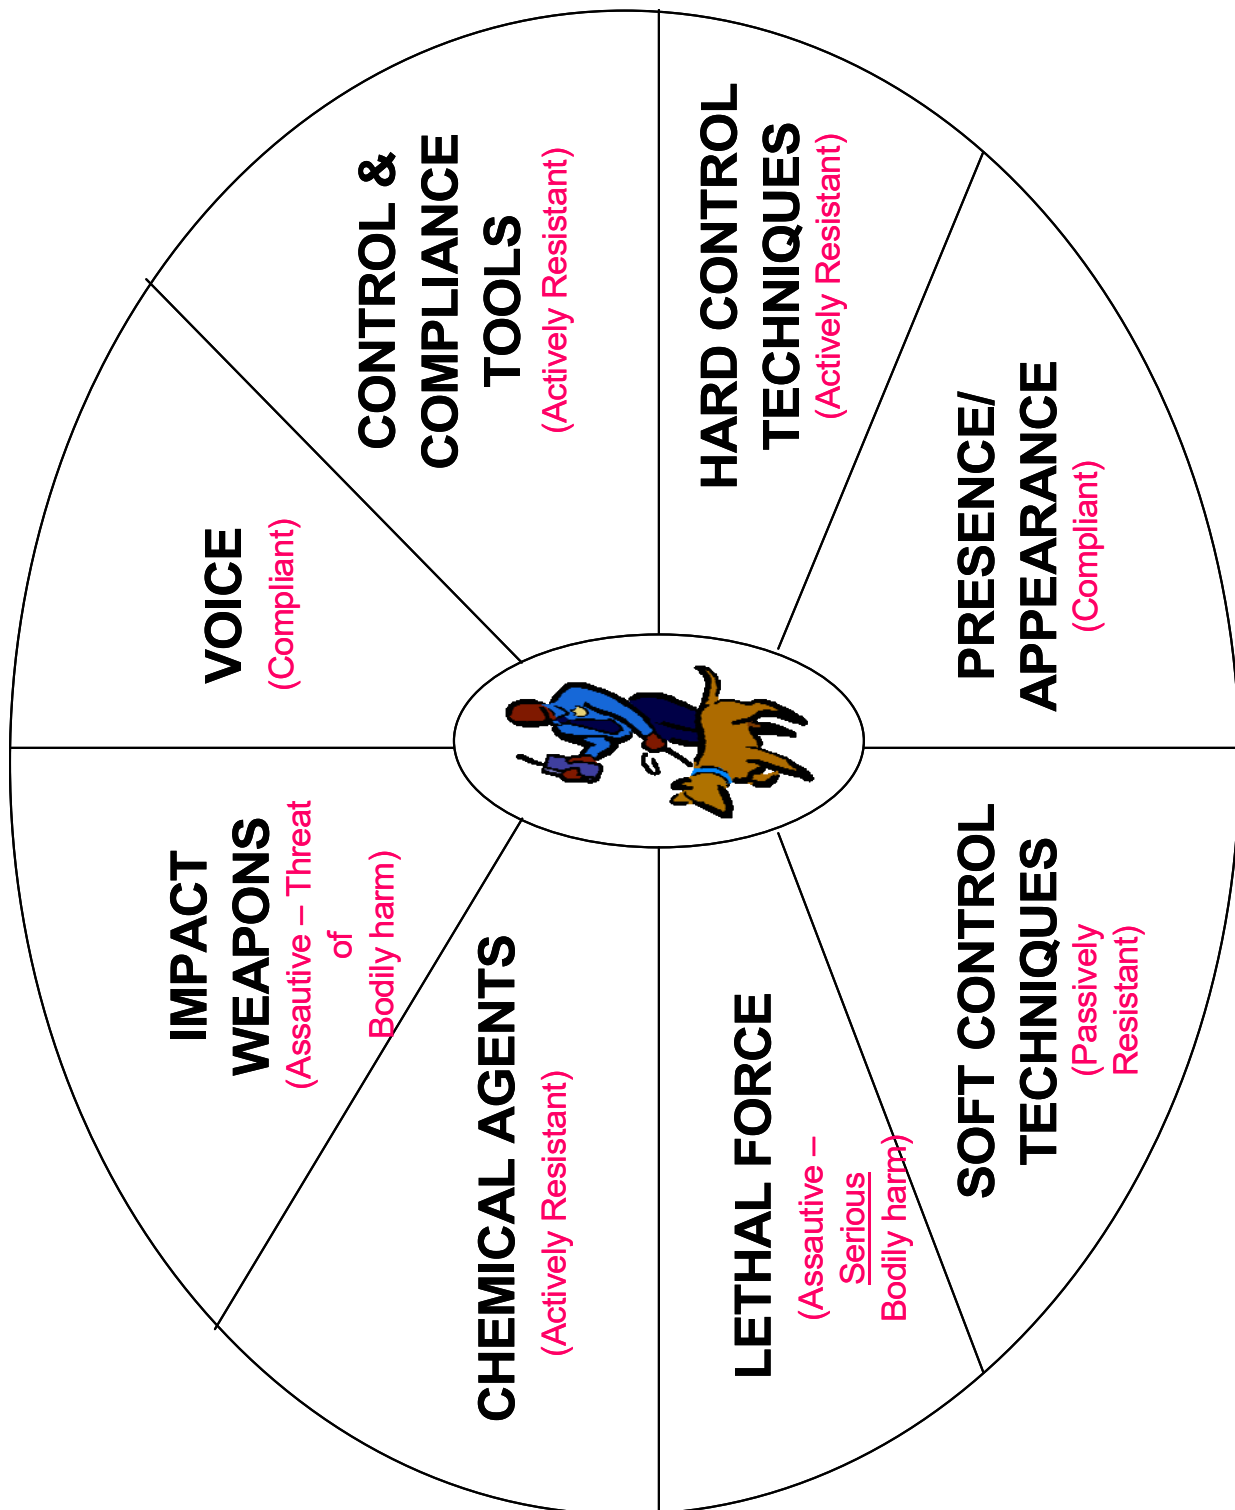 IMPACT
WEAPONS
(Assautive – Threat
of
Bodily harm)
VOICE
(Compliant)
CHEMICAL AGENTS
(Actively Resistant)
CONTROL &
COMPLIANCE
TOOLS
(Actively Resistant)
LETHAL FORCE
(Assautive –
Serious
Bodily harm)
HARD CONTROL
TECHNIQUES
(Actively Resistant)
SOFT CONTROL
TECHNIQUES
(Passively
Resistant)
PRESENCE/
APPEARANCE
(Compliant)